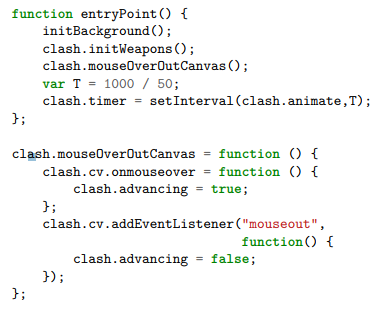 function entryPoint() {
    initBackground();
    clash.initWeapons();
    clash.mouseOverOutCanvas();
    var T = 1000 / 50;
    clash.timer = setInterval(clash.animate,T);
};

clash.mouseOverOutCanvas = function () {
    clash.cv.onmouseover = function () {
        clash.advancing = true;
    };
    clash.cv.addEventListener("mouseout",
                              function() {
        clash.advancing = false;
    });
};